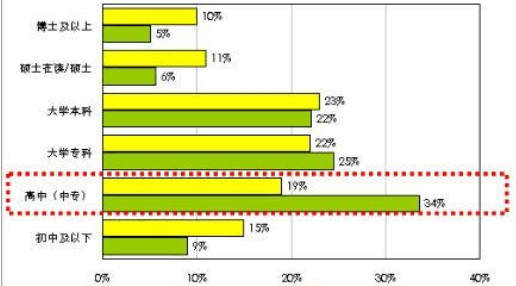 博士及以上
10%
5%
硕士在读/硕士
11%
6%
大学本科
23%
22%
大学专科
22%
25%
高中（中专）
19%
34%
初中及以下
15%
9%
0% 10% 20% 30% 40%